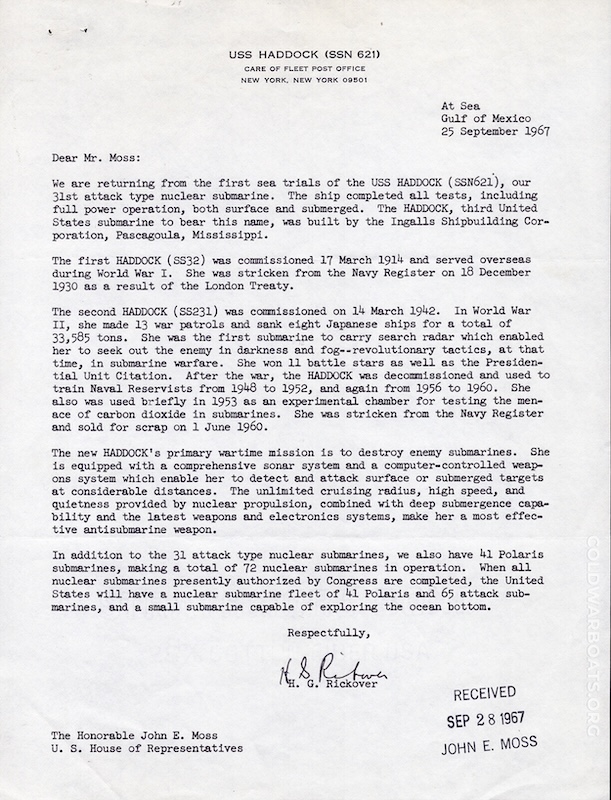 USS HADDOCK (SSN 621)
CARE OF FLEET POST OFFICE
NEW YORK, NEW YORK 09501
At Sea
Gulf of Mexico
25 September 1967
Dear Mr. Moss:
We are returning from the first sea trials of the USS HADDOCK (SSN621), our
31st attack type nuclear submarine. The ship completed all tests, including
full power operation, both surface and submerged. The HADDOCK, third United
States submarine to bear this name, was built by the Ingalls Shipbuilding Cor-
poration, Pascagoula, Mississippi.
The first HADDOCK (SS32) was commissioned 17 March 1914 and served overseas
during World War I. She was stricken from the Navy Register on 18 December
1930 as a result of the London Treaty.
The second HADDOCK (SS231) was commissioned on 14 March 1942. In World War
II, she made 13 war patrols and sank eight Japanese ships for a total of
33,585 tons. She was the first submarine to carry search radar which enabled
her to seek out the enemy in darkness and fog--revolutionary tactics, at that
time, in submarine warfare. She won 11 battle stars as well as the Presiden-
tial Unit Citation. After the war, the HADDOCK was decommissioned and used to
train Naval Reservists from 1948 to 1952, and again from 1956 to 1960. She
also was used briefly in 1953 as an experimental chamber for testing the men-
ace of carbon dioxide in submarines. She was stricken from the Navy Register
and sold for scrap on 1 June 1960.
The new HADDOCK's primary wartime mission is to destroy enemy submarines. She
is equipped with a comprehensive sonar system and a computer-controlled weap-
ons system which enable her to detect and attack surface or submerged targets
at considerable distances. The unlimited cruising radius, high speed, and
quietness provided by nuclear propulsion, combined with deep submergence capa-
bility and the latest weapons and electronics systems, make her a most effec-
tive antisubmarine weapon.
In addition to the 31 attack type nuclear submarines, we also have 41 Polaris
submarines, making a total of 72 nuclear submarines in operation. When all
nuclear submarines presently authorized by Congress are completed, the United
States will have a nuclear submarine fleet of 41 Polaris and 65 attack sub-
marines, and a small submarine capable of exploring the ocean bottom.
Respectfully,
H G Rickover
H. G. Rickover
RECEIVED
SEP 28 1967
JOHN E. MOSS
The Honorable John E. Moss
U. S. House of Representatives
COLDWARBOATS.ORG